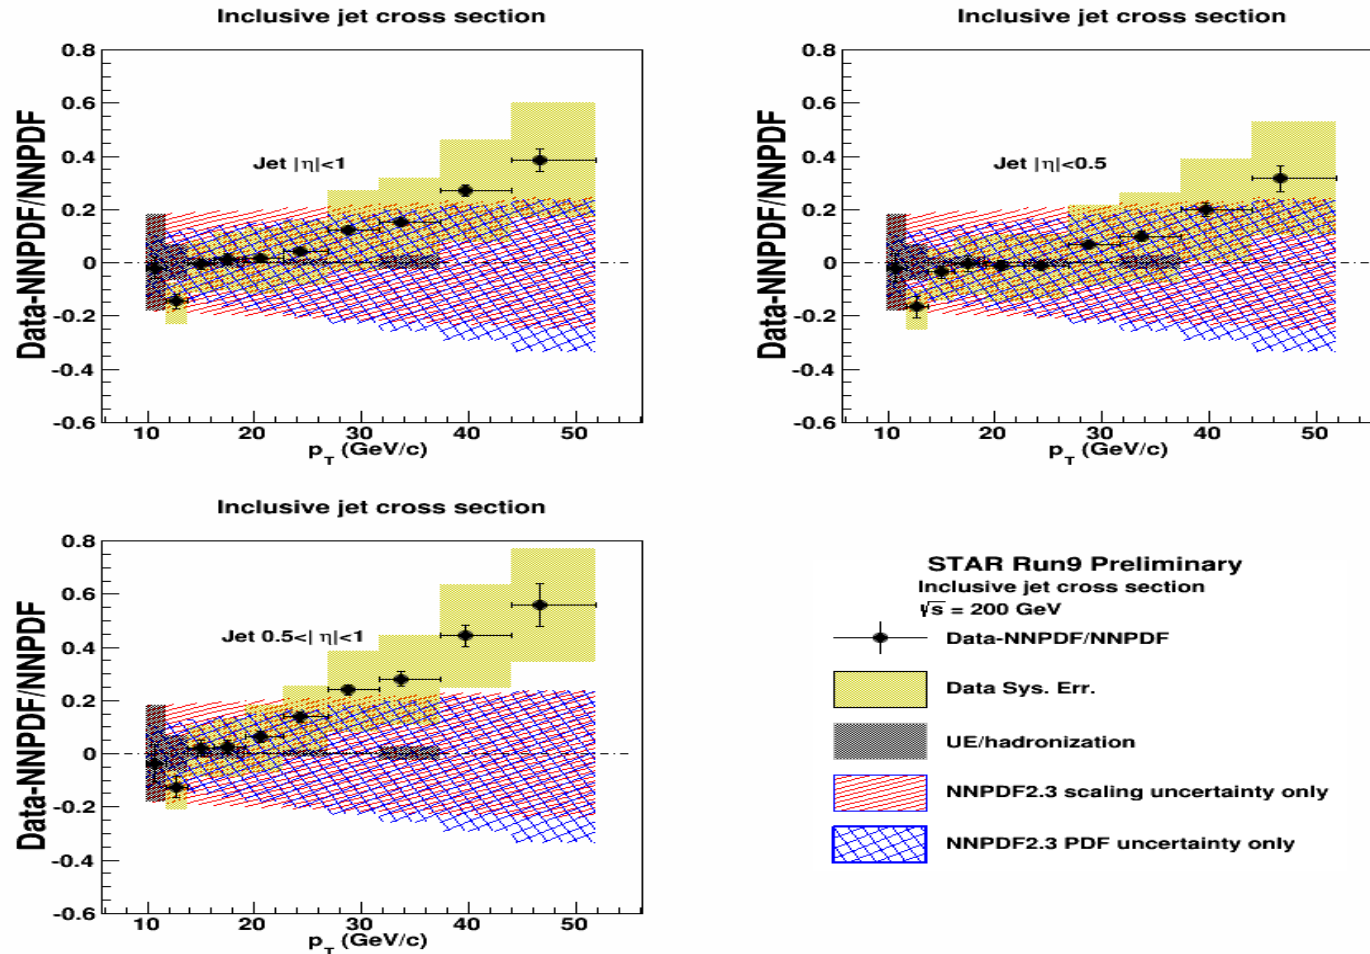 Inclusive jet cross section
Data-NNPDF/NNPDF
0.8
0.6
0.4
0.2
0
-0.2
-0.4
-0.6
Jet |η|<1
10 20 30 40 50
p_T (GeV/c)
Inclusive jet cross section
Data-NNPDF/NNPDF
0.8
0.6
0.4
0.2
0
-0.2
-0.4
-0.6
Jet |η|<0.5
10 20 30 40 50
p_T (GeV/c)
Inclusive jet cross section
Data-NNPDF/NNPDF
0.8
0.6
0.4
0.2
0
-0.2
-0.4
-0.6
Jet 0.5<| η|<1
10 20 30 40 50
p_T (GeV/c)
STAR Run9 Preliminary
Inclusive jet cross section
√s = 200 GeV
Data-NNPDF/NNPDF
Data Sys. Err.
UE/hadronization
NNPDF2.3 scaling uncertainty only
NNPDF2.3 PDF uncertainty only